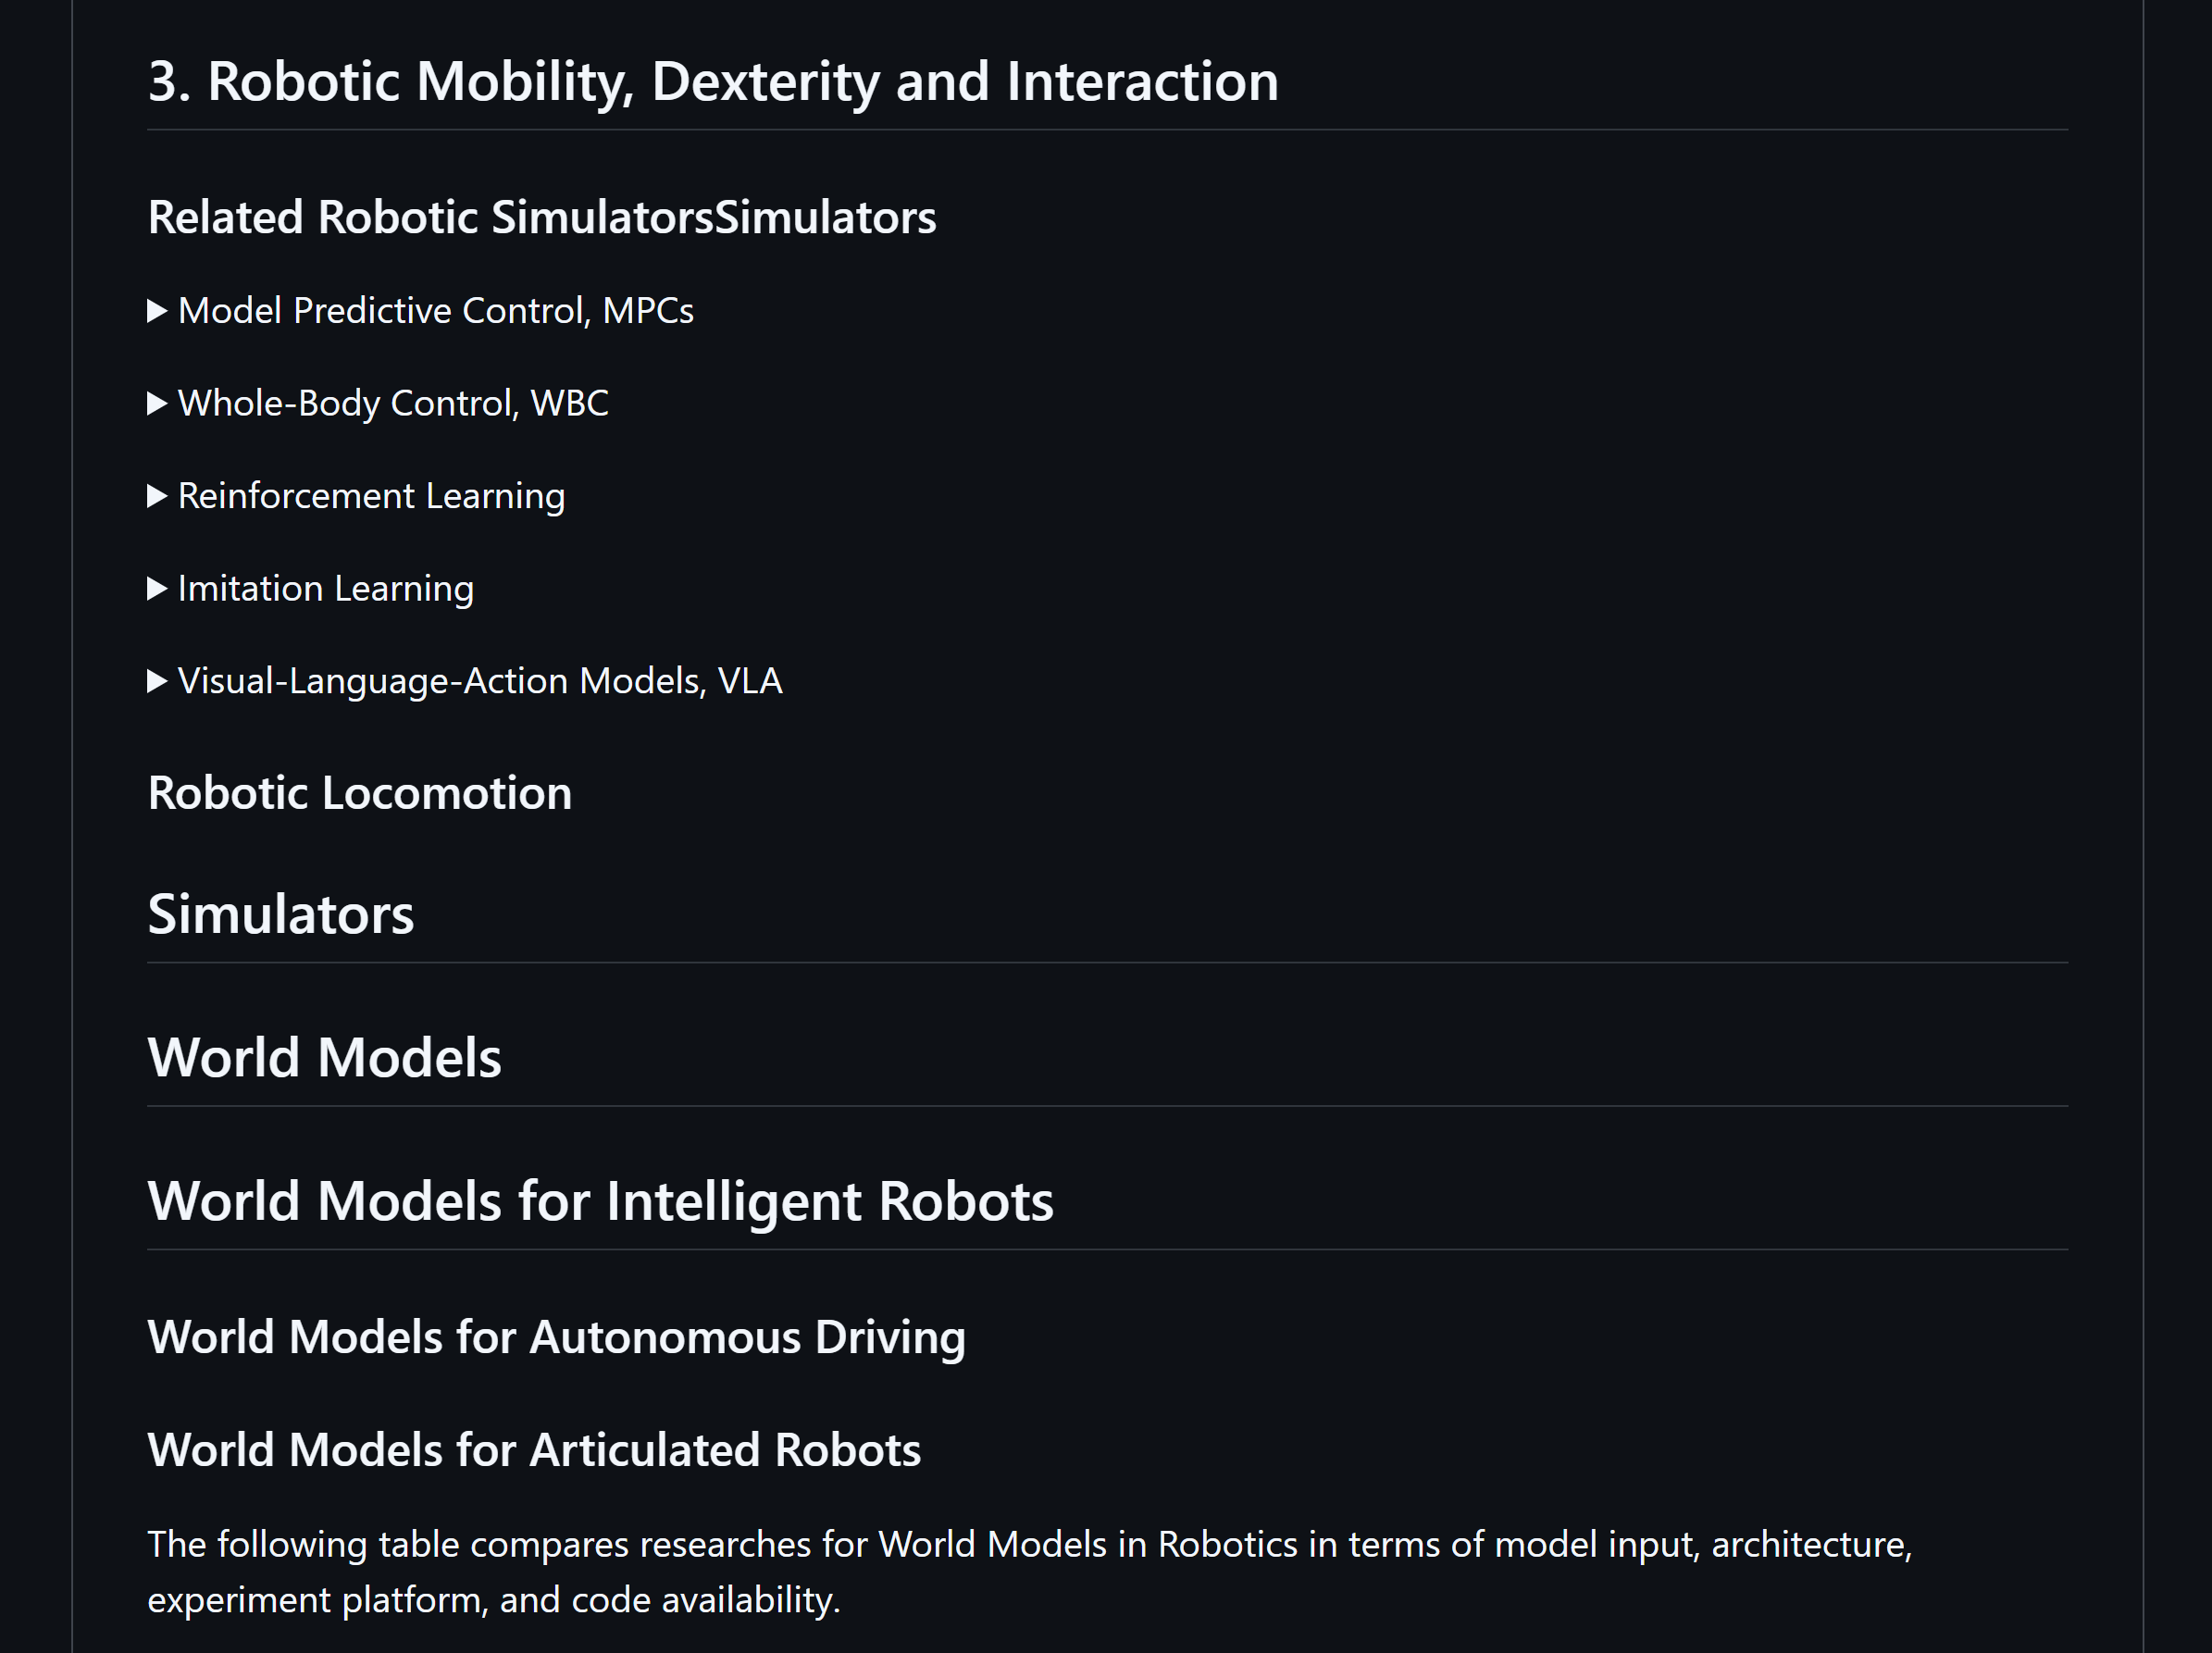 3. Robotic Mobility, Dexterity and Interaction
Related Robotic SimulatorsSimulators
Model Predictive Control, MPCs
Whole-Body Control, WBC
Reinforcement Learning
Imitation Learning
Visual-Language-Action Models, VLA
Robotic Locomotion
Simulators
World Models
World Models for Intelligent Robots
World Models for Autonomous Driving
World Models for Articulated Robots
The following table compares researches for World Models in Robotics in terms of model input, architecture,
experiment platform, and code availability.